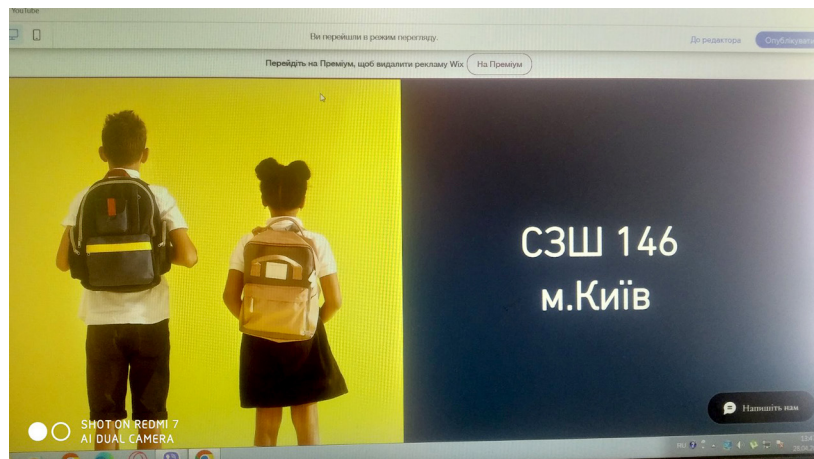 YouTube
Ви перейшли в режим перегляду.
До редактора
Опублікувати
Перейдіть на Преміум, щоб видалити рекламу Wix
На Преміум
СЗШ 146
м.Київ
Напишіть нам
SHOT ON REDMI 7
AI DUAL CAMERA